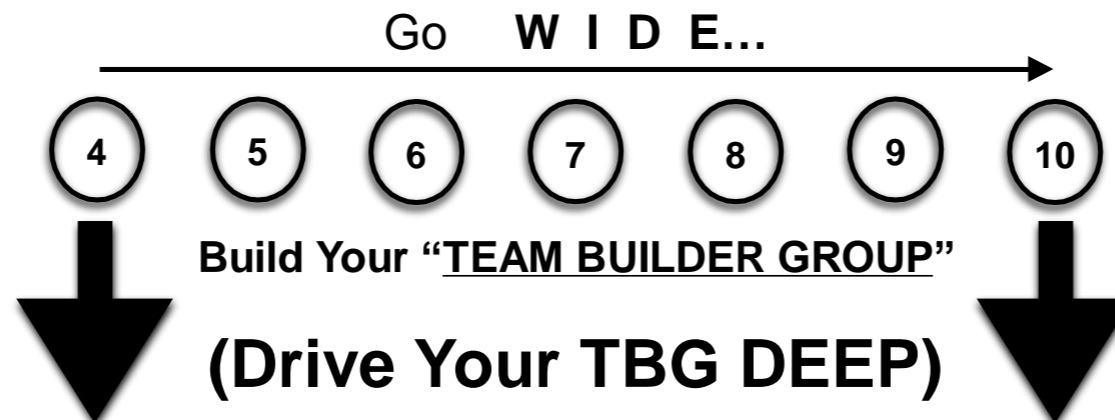 Go W I D E...
4 5 6 7 8 9 10
Build Your “TEAM BUILDER GROUP”
(Drive Your TBG DEEP)